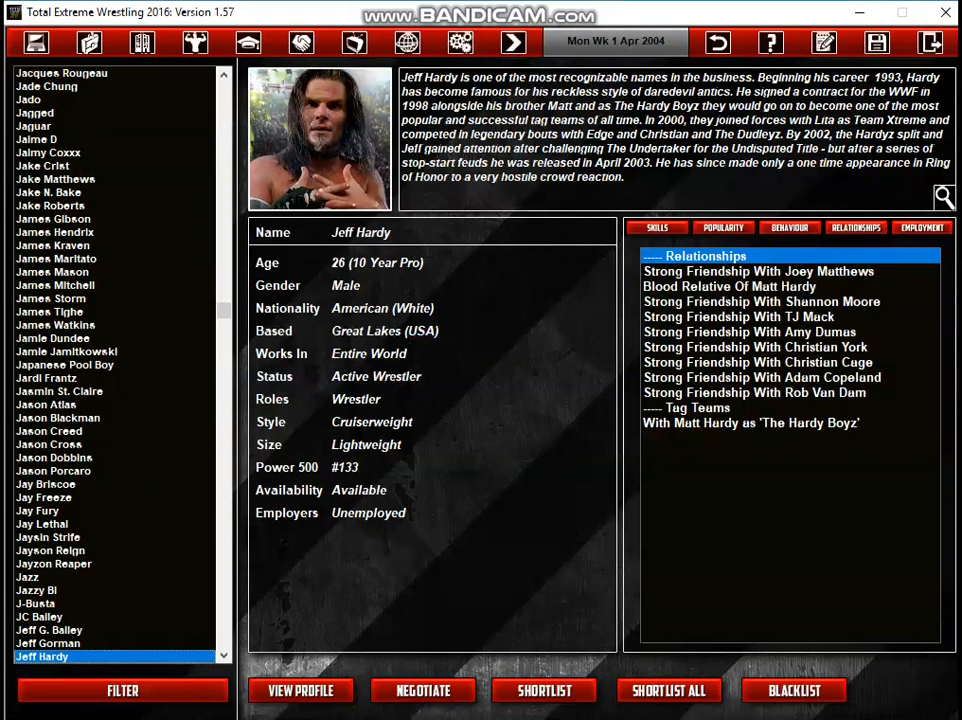 Total Extreme Wrestling 2016: Version 1.57
www.BANDICAM.com
Mon Wk 1 Apr 2004
Jacques Rougeau
Jade Chung
Jado
Jagged
Jaguar
Jaime D
Jaimy Coxxx
Jake Crist
Jake Matthews
Jake N. Bake
Jake Roberts
James Gibson
James Hendrix
James Kraven
James Maritato
James Mason
James Mitchell
James Storm
James Tighe
James Watkins
Jamie Dundee
Jamie Jamitkowski
Japanese Pool Boy
Jardi Frantz
Jasmin St. Claire
Jason Atlas
Jason Blackman
Jason Creed
Jason Cross
Jason Dobbins
Jason Porcaro
Jay Briscoe
Jay Freeze
Jay Fury
Jay Lethal
Jaysin Strife
Jayson Reign
Jayzon Reaper
Jazz
Jazzy Bi
J-Busta
JC Bailey
Jeff G. Bailey
Jeff Gorman
Jeff Hardy
FILTER
Jeff Hardy is one of the most recognizable names in the business. Beginning his career 1993, Hardy
has become famous for his reckless style of daredevil antics. He signed a contract for the WWF in
1998 alongside his brother Matt and as The Hardy Boyz they would go on to become one of the most
popular and successful tag teams of all time. In 2000, they joined forces with Lita as Team Xtreme and
competed in legendary bouts with Edge and Christian and The Dudleyz. By 2002, the Hardyz split and
Jeff gained attention after challenging The Undertaker for the Undisputed Title - but after a series of
stop-start feuds he was released in April 2003. He has since made only a one time appearance in Ring
of Honor to a very hostile crowd reaction.
Name Jeff Hardy
Age 26 (10 Year Pro)
Gender Male
Nationality American (White)
Based Great Lakes (USA)
Works In Entire World
Status Active Wrestler
Roles Wrestler
Style Cruiserweight
Size Lightweight
Power 500 #133
Availability Available
Employers Unemployed
SKILLS POPULARITY BEHAVIOUR RELATIONSHIPS EMPLOYMENT
----- Relationships
Strong Friendship With Joey Matthews
Blood Relative Of Matt Hardy
Strong Friendship With Shannon Moore
Strong Friendship With TJ Mack
Strong Friendship With Amy Dumas
Strong Friendship With Christian York
Strong Friendship With Christian Cage
Strong Friendship With Adam Copeland
Strong Friendship With Rob Van Dam
----- Tag Teams
With Matt Hardy as 'The Hardy Boyz'
VIEW PROFILE NEGOTIATE SHORTLIST SHORTLIST ALL BLACKLIST